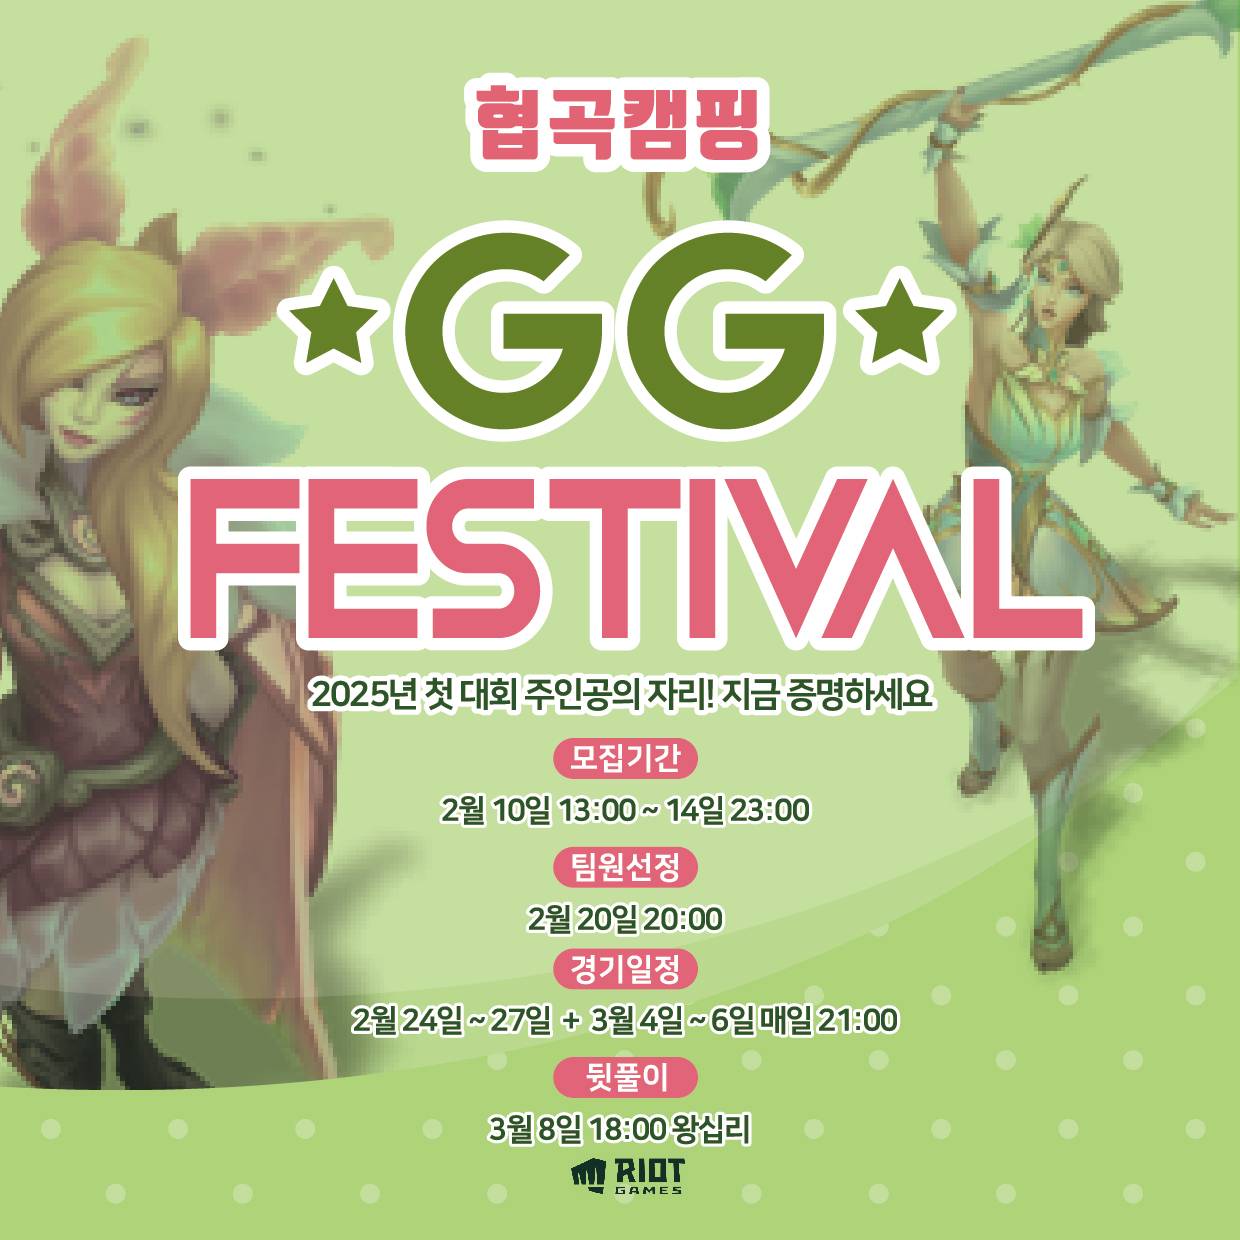 협곡캠핑
GG
FESTIVAL
2025년 첫 대회 주인공의 자리! 지금 증명하세요
모집기간
2월 10일 13:00 ~ 14일 23:00
팀원선정
2월 20일 20:00
경기일정
2월 24일 ~ 27일 + 3월 4일 ~ 6일 매일 21:00
뒷풀이
3월 8일 18:00 왕십리
RIOT
GAMES